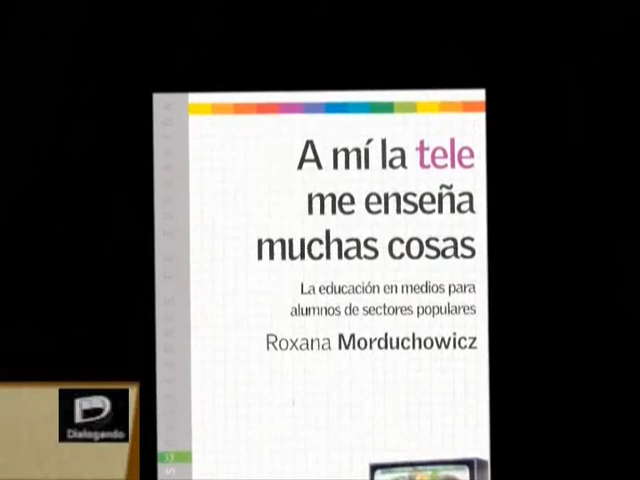 A mí la tele
me enseña
muchas cosas
La educación en medios para
alumnos de sectores populares
Roxana Morduchowicz
33
Dialogando